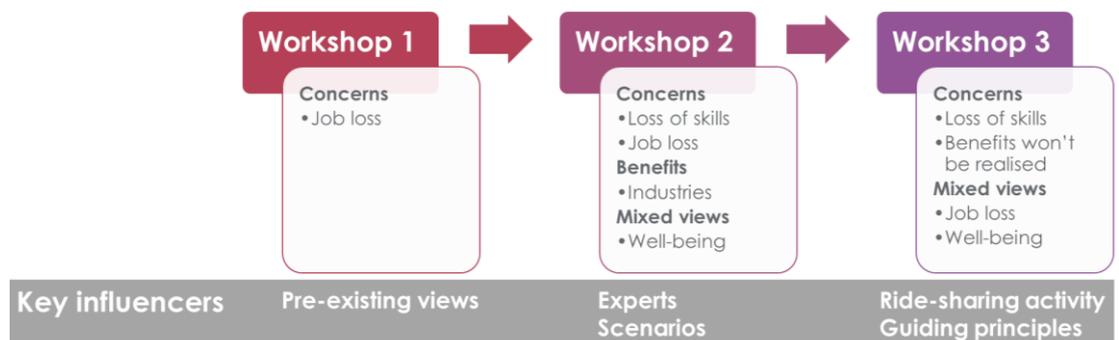 Workshop 1
Concerns
•Job loss
Workshop 2
Concerns
•Loss of skills
•Job loss
Benefits
•Industries
Mixed views
•Well-being
Workshop 3
Concerns
•Loss of skills
•Benefits won't
be realised
Mixed views
•Job loss
•Well-being
Key influencers
Pre-existing views
Experts
Scenarios
Ride-sharing activity
Guiding principles